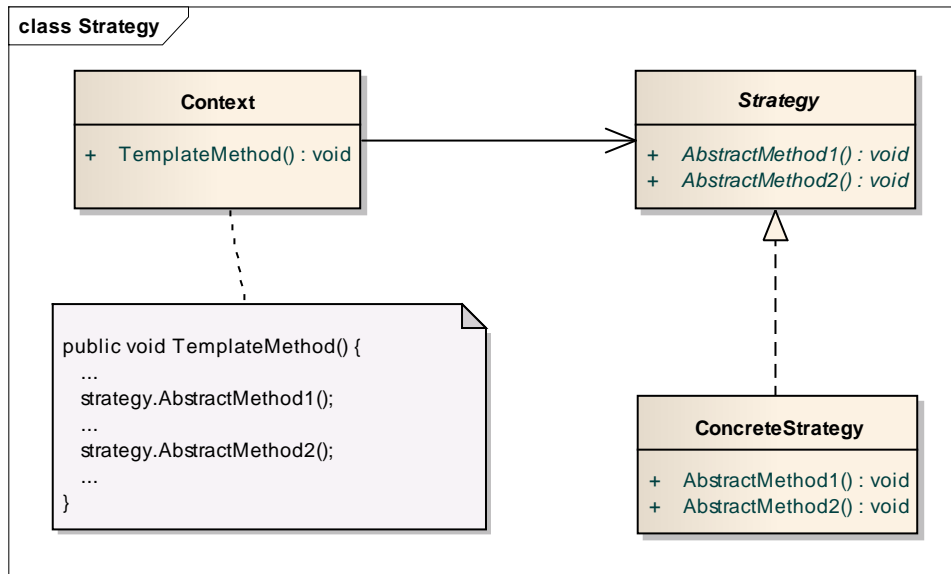 class Strategy
Context
+ TemplateMethod() : void
Strategy
+ AbstractMethod1() : void
+ AbstractMethod2() : void
public void TemplateMethod() {
...
strategy.AbstractMethod1();
...
strategy.AbstractMethod2();
...
}
ConcreteStrategy
+ AbstractMethod1() : void
+ AbstractMethod2() : void